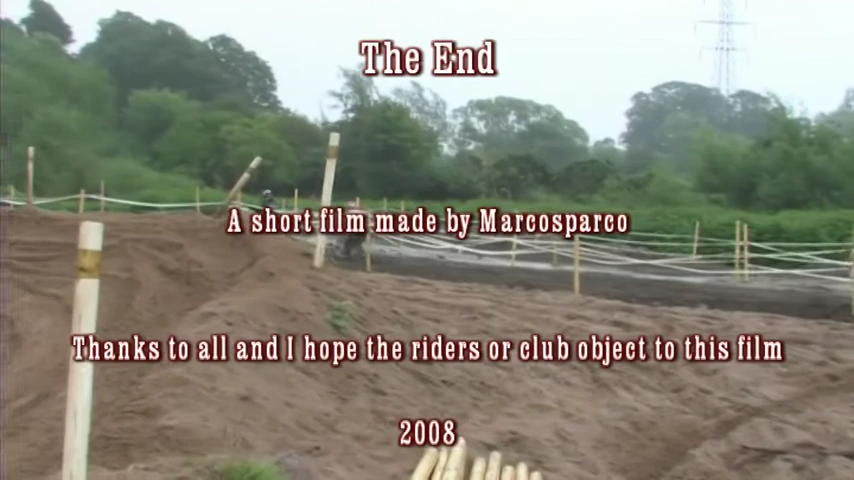 The End
A short film made by Marcosparco
Thanks to all and I hope the riders or club object to this film
2008